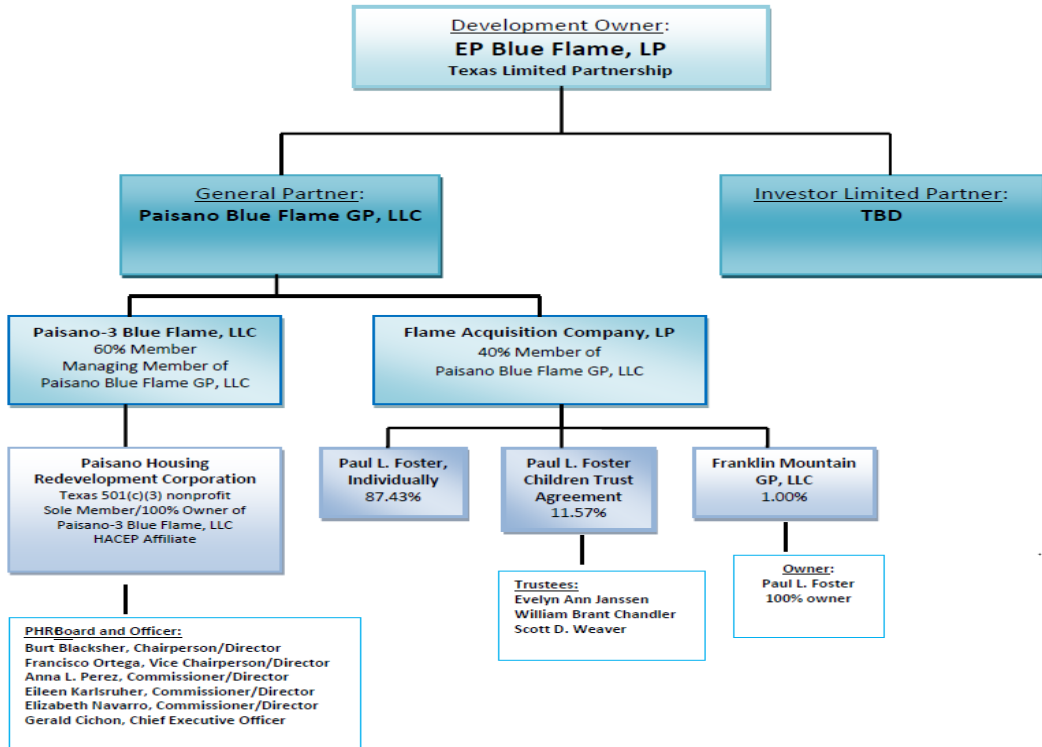 Development Owner:
EP Blue Flame, LP
Texas Limited Partnership
General Partner:
Paisano Blue Flame GP, LLC
Investor Limited Partner:
TBD
Paisano-3 Blue Flame, LLC
60% Member
Managing Member of
Paisano Blue Flame GP, LLC
Flame Acquisition Company, LP
40% Member of
Paisano Blue Flame GP, LLC
Paisano Housing
Redevelopment Corporation
Texas 501(c)(3) nonprofit
Sole Member/100% Owner of
Paisano-3 Blue Flame, LLC
HACEP Affiliate
Paul L. Foster,
Individually
87.43%
Paul L. Foster
Children Trust
Agreement
11.57%
Franklin Mountain
GP, LLC
1.00%
PHRBoard and Officer:
Burt Blacksher, Chairperson/Director
Francisco Ortega, Vice Chairperson/Director
Anna L. Perez, Commissioner/Director
Eileen Karlsruher, Commissioner/Director
Elizabeth Navarro, Commissioner/Director
Gerald Cichon, Chief Executive Officer
Trustees:
Evelyn Ann Janssen
William Brant Chandler
Scott D. Weaver
Owner:
Paul L. Foster
100% owner